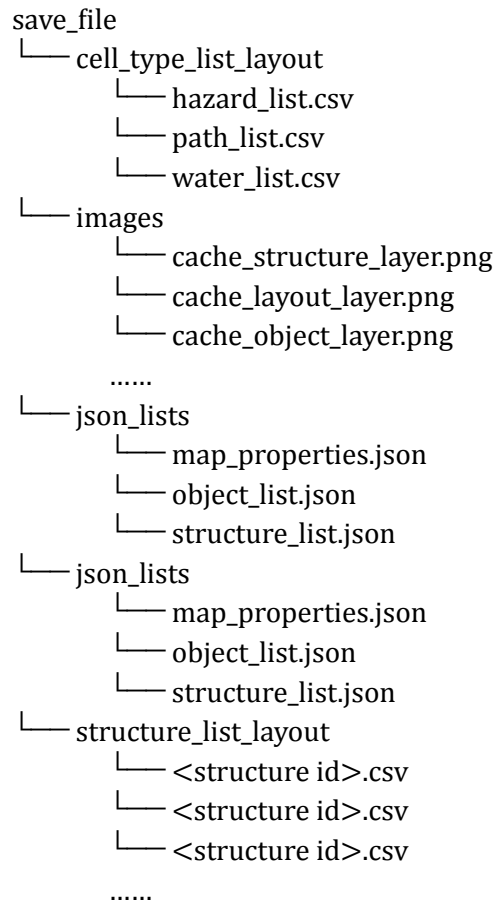 save_file
cell_type_list_layout
hazard_list.csv
path_list.csv
water_list.csv
images
cache_structure_layer.png
cache_layout_layer.png
cache_object_layer.png
......
json_lists
map_properties.json
object_list.json
structure_list.json
json_lists
map_properties.json
object_list.json
structure_list.json
structure_list_layout
<structure id>.csv
<structure id>.csv
<structure id>.csv
......